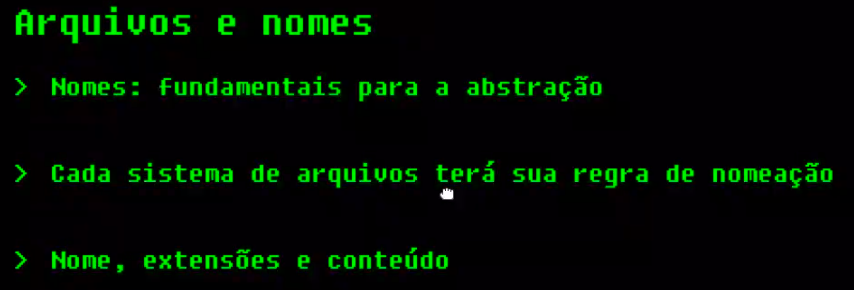 Arquivos e nomes
> Nomes: fundamentais para a abstração
> Cada sistema de arquivos terá sua regra de nomeação
> Nome, extensões e conteúdo